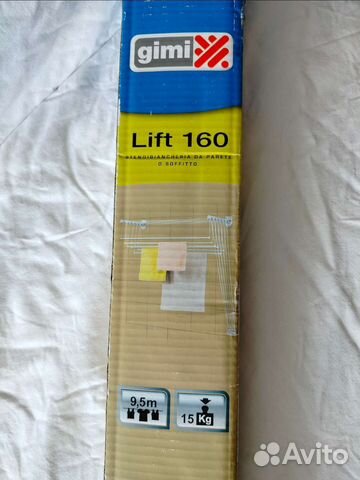 gimi
Lift 160
STENDIBIANCHERIA DA PARETE
O SOFFITTO
9,5m
15 Kg
Avito